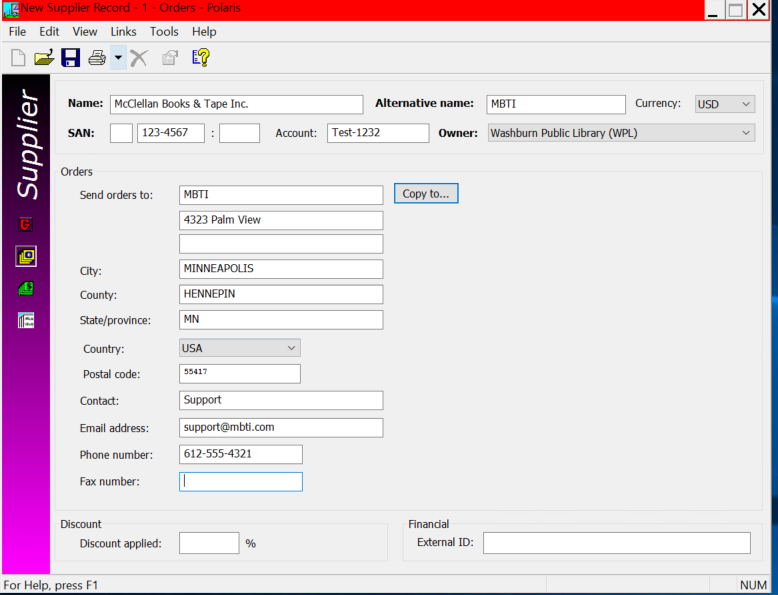 New Supplier Record - 1 - Orders - Polaris
File Edit View Links Tools Help
Supplier
Name: McClellan Books & Tape Inc. Alternative name: MBTI Currency: USD
SAN: 123-4567 : Account: Test-1232 Owner: Washburn Public Library (WPL)
Orders
Send orders to: MBTI Copy to...
4323 Palm View
City: MINNEAPOLIS
County: HENNEPIN
State/province: MN
Country: USA
Postal code: 55417
Contact: Support
Email address: support@mbti.com
Phone number: 612-555-4321
Fax number:
Discount Financial
Discount applied: % External ID:
For Help, press F1 NUM